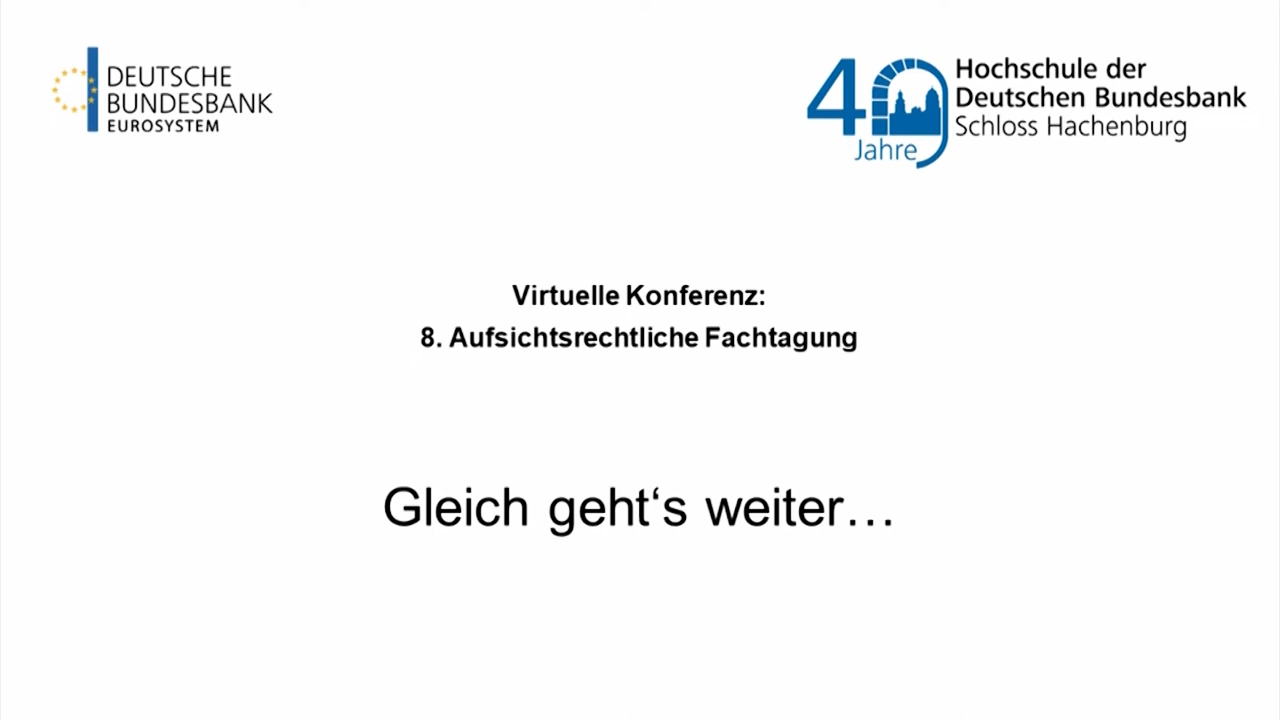 DEUTSCHE
BUNDESBANK
EUROSYSTEM
40
Jahre
Hochschule der
Deutschen Bundesbank
Schloss Hachenburg
Virtuelle Konferenz:
8. Aufsichtsrechtliche Fachtagung
Gleich geht‘s weiter…